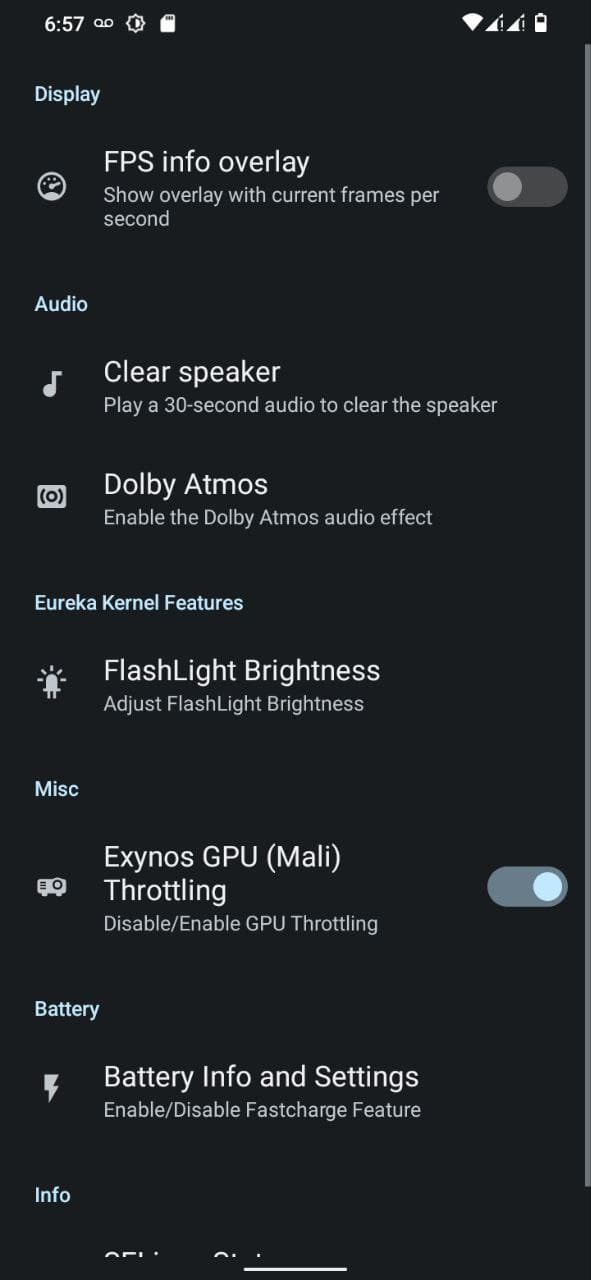 6:57
Display
FPS info overlay
Show overlay with current frames per
second
Audio
Clear speaker
Play a 30-second audio to clear the speaker
Dolby Atmos
Enable the Dolby Atmos audio effect
Eureka Kernel Features
FlashLight Brightness
Adjust FlashLight Brightness
Misc
Exynos GPU (Mali)
Throttling
Disable/Enable GPU Throttling
Battery
Battery Info and Settings
Enable/Disable Fastcharge Feature
Info